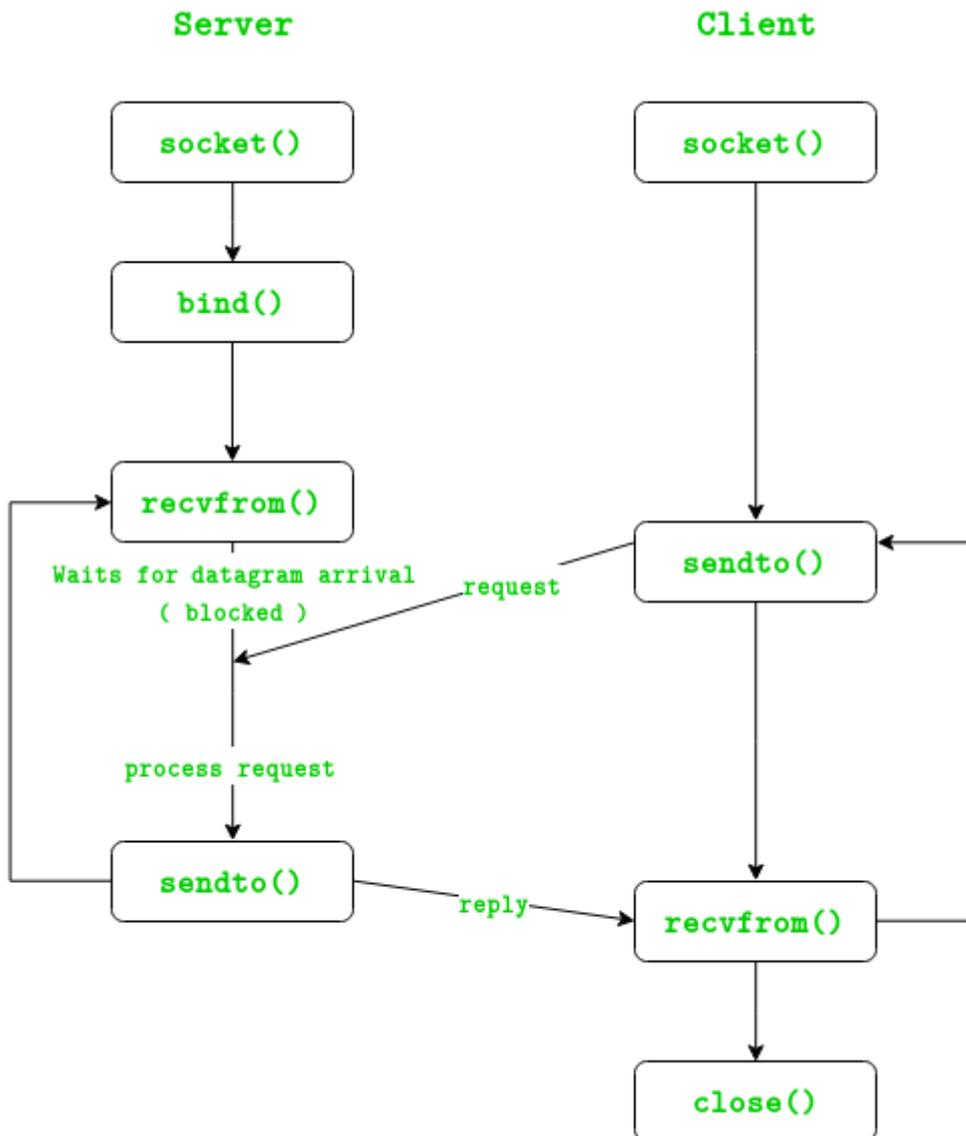 Server
Client
socket()
socket()
bind()
recvfrom()
Waits for datagram arrival
( blocked )
request
sendto()
process request
sendto()
reply
recvfrom()
close()